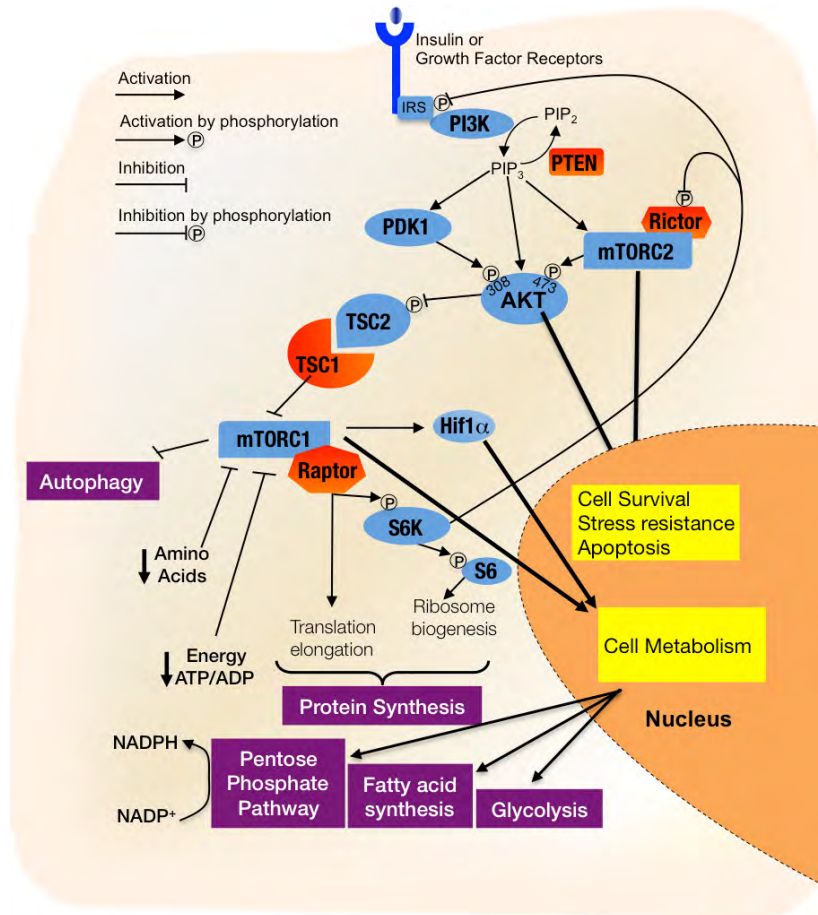 Insulin or
Growth Factor Receptors
Activation
Activation by phosphorylation
P
Inhibition
Inhibition by phosphorylation
P
IRS
P
PI3K
PIP2
PTEN
PIP3
P
Rictor
PDK1
mTORC2
P
P
308
473
AKT
P
TSC2
TSC1
mTORC1
Hif1α
Raptor
Autophagy
P
S6K
Cell Survival
Stress resistance
Apoptosis
Amino
Acids
P
S6
Translation
elongation
Ribosome
biogenesis
Energy
ATP/ADP
Cell Metabolism
Protein Synthesis
Nucleus
NADPH
NADP+
Pentose
Phosphate
Pathway
Fatty acid
synthesis
Glycolysis